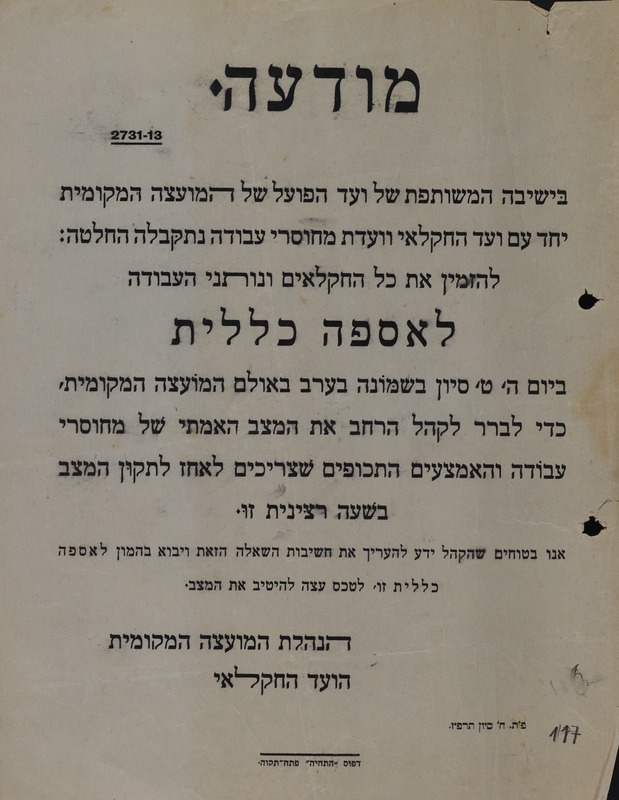 מודעה.
2731-13
בישיבה המשותפת של ועד הפועל של המועצה המקומית
יחד עם ועד החקלאי וועדת מחוסרי עבודה נתקבלה החלטה:
להזמין את כל החקלאים ונותני העבודה
לאספה כללית
ביום ה׳ ט׳ סיון בשמונה בערב באולם המועצה המקומית,
כדי לברר לקהל הרחב את המצב האמתי של מחוסרי
עבודה והאמצעים התכופים שצריכים לאחז לתקון המצב
בשעה רצינית זו.
אנו בטוחים שהקהל ידע להעריך את חשיבות השאלה הזאת ויבוא בהמון לאספה
כללית זו, לטכס עצה להיטיב את המצב.
הנהלת המועצה המקומית
הועד החקלאי
פ״ת. ח׳ סיון תרפ״ז.
117
דפוס "התחיה" פתח-תקוה.